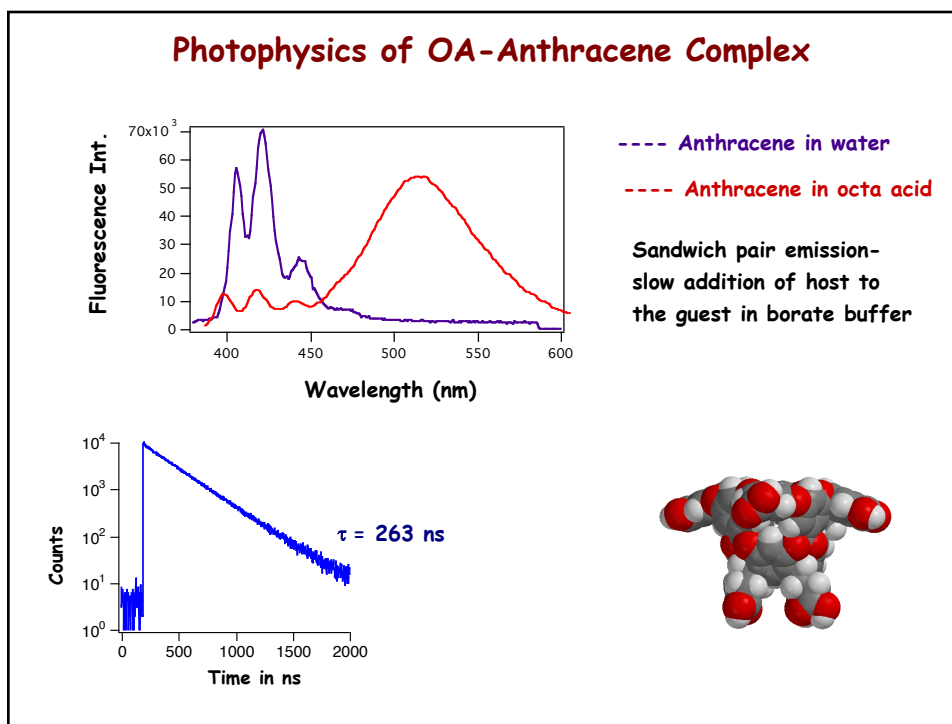 Photophysics of OA-Anthracene Complex
Fluorescence Int.
70x10³
60
50
40
30
20
10
0
400
450
500
550
600
Wavelength (nm)
---- Anthracene in water
---- Anthracene in octa acid
Sandwich pair emission-
slow addition of host to
the guest in borate buffer
Counts
10⁴
10³
10²
10¹
10⁰
τ = 263 ns
0
500
1000
1500
2000
Time in ns